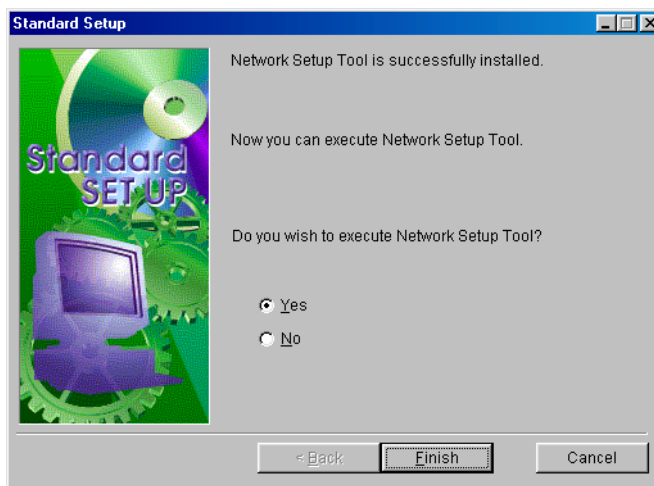 Standard Setup
Network Setup Tool is successfully installed.
Now you can execute Network Setup Tool.
Standard
SET UP
Do you wish to execute Network Setup Tool?
Yes
No
< Back
Finish
Cancel